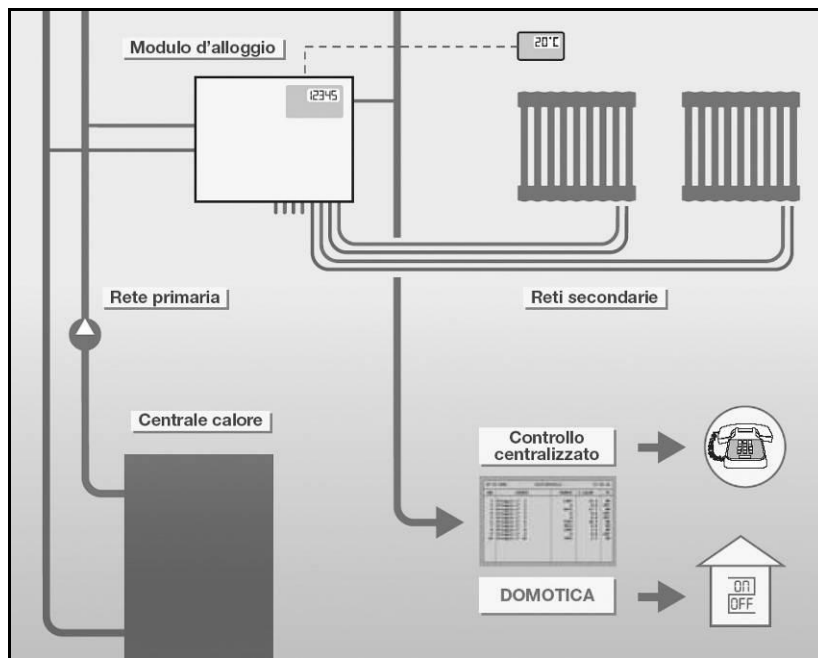 Modulo d'alloggio
20°C
12345
Rete primaria
Reti secondarie
Centrale calore
Controllo
centralizzato
DOMOTICA
ON
OFF